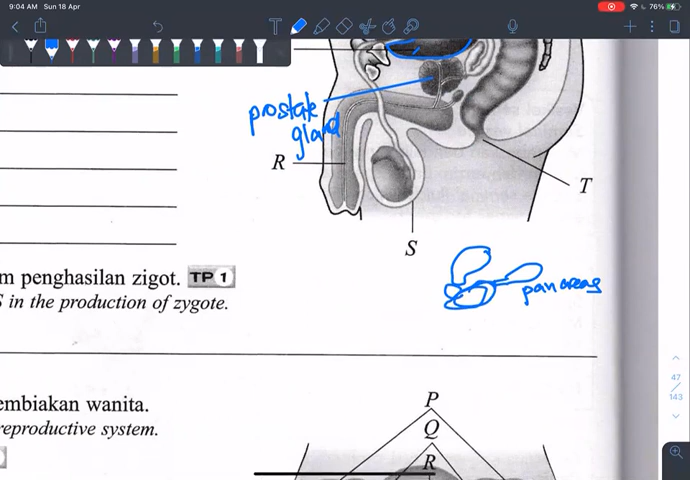 9:04 AM Sun 18 Apr
76%
prostate
gland
R
T
S
pancreas
m penghasilan zigot. TP 1
S in the production of zygote.
47
143
embiakan wanita.
reproductive system.
P
Q
R